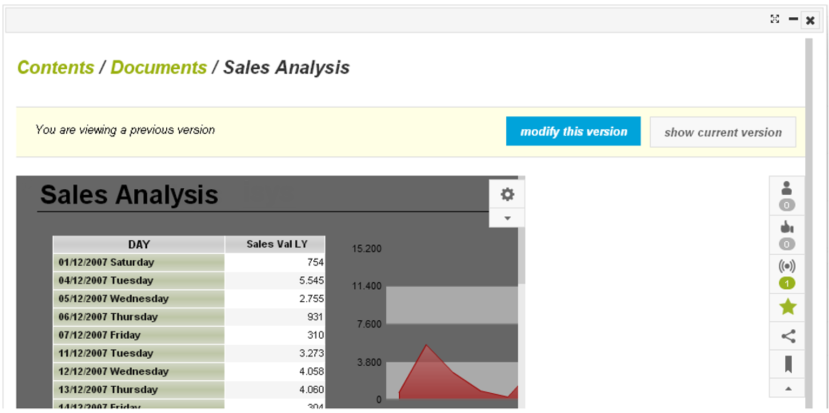 Contents / Documents / Sales Analysis
You are viewing a previous version
modify this version
show current version
Sales Analysis
DAY Sales Val LY
01/12/2007 Saturday 754
04/12/2007 Tuesday 5.545
05/12/2007 Wednesday 2.755
06/12/2007 Thursday 931
07/12/2007 Friday 310
11/12/2007 Tuesday 3.273
12/12/2007 Wednesday 4.058
13/12/2007 Thursday 4.060
14/12/2007 Friday 304
15.200
11.400
7.600
3.800
0
0
0
1